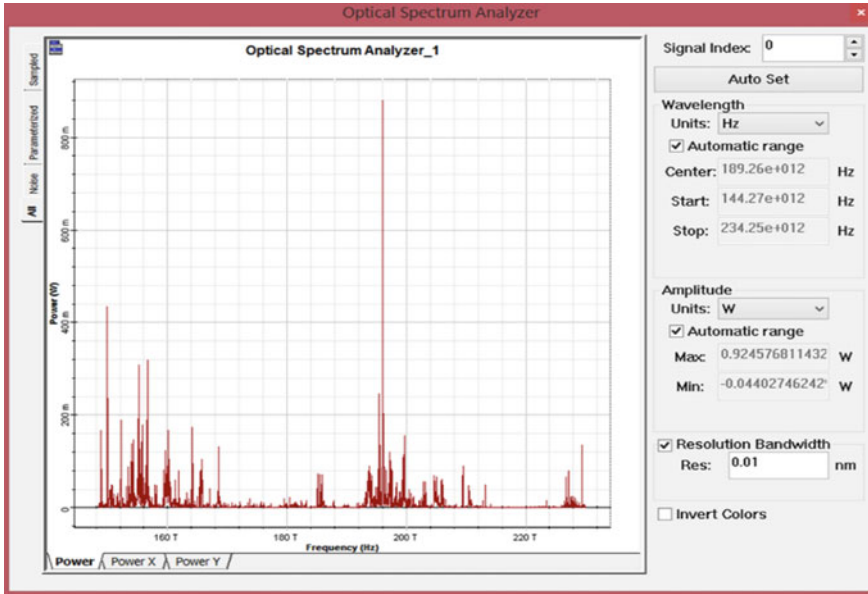 Optical Spectrum Analyzer
×
Optical Spectrum Analyzer_1
Sampled
Parameterized
Noise
All
Power (W)
800 m
600 m
400 m
200 m
0
160 T
180 T
200 T
220 T
Frequency (Hz)
Power
Power X
Power Y
Signal Index: 0
Auto Set
Wavelength
Units: Hz
Automatic range
Center: 189.26e+012 Hz
Start: 144.27e+012 Hz
Stop: 234.25e+012 Hz
Amplitude
Units: W
Automatic range
Max: 0.924576811432 W
Min: -0.04402746242 W
Resolution Bandwidth
Res: 0.01 nm
Invert Colors